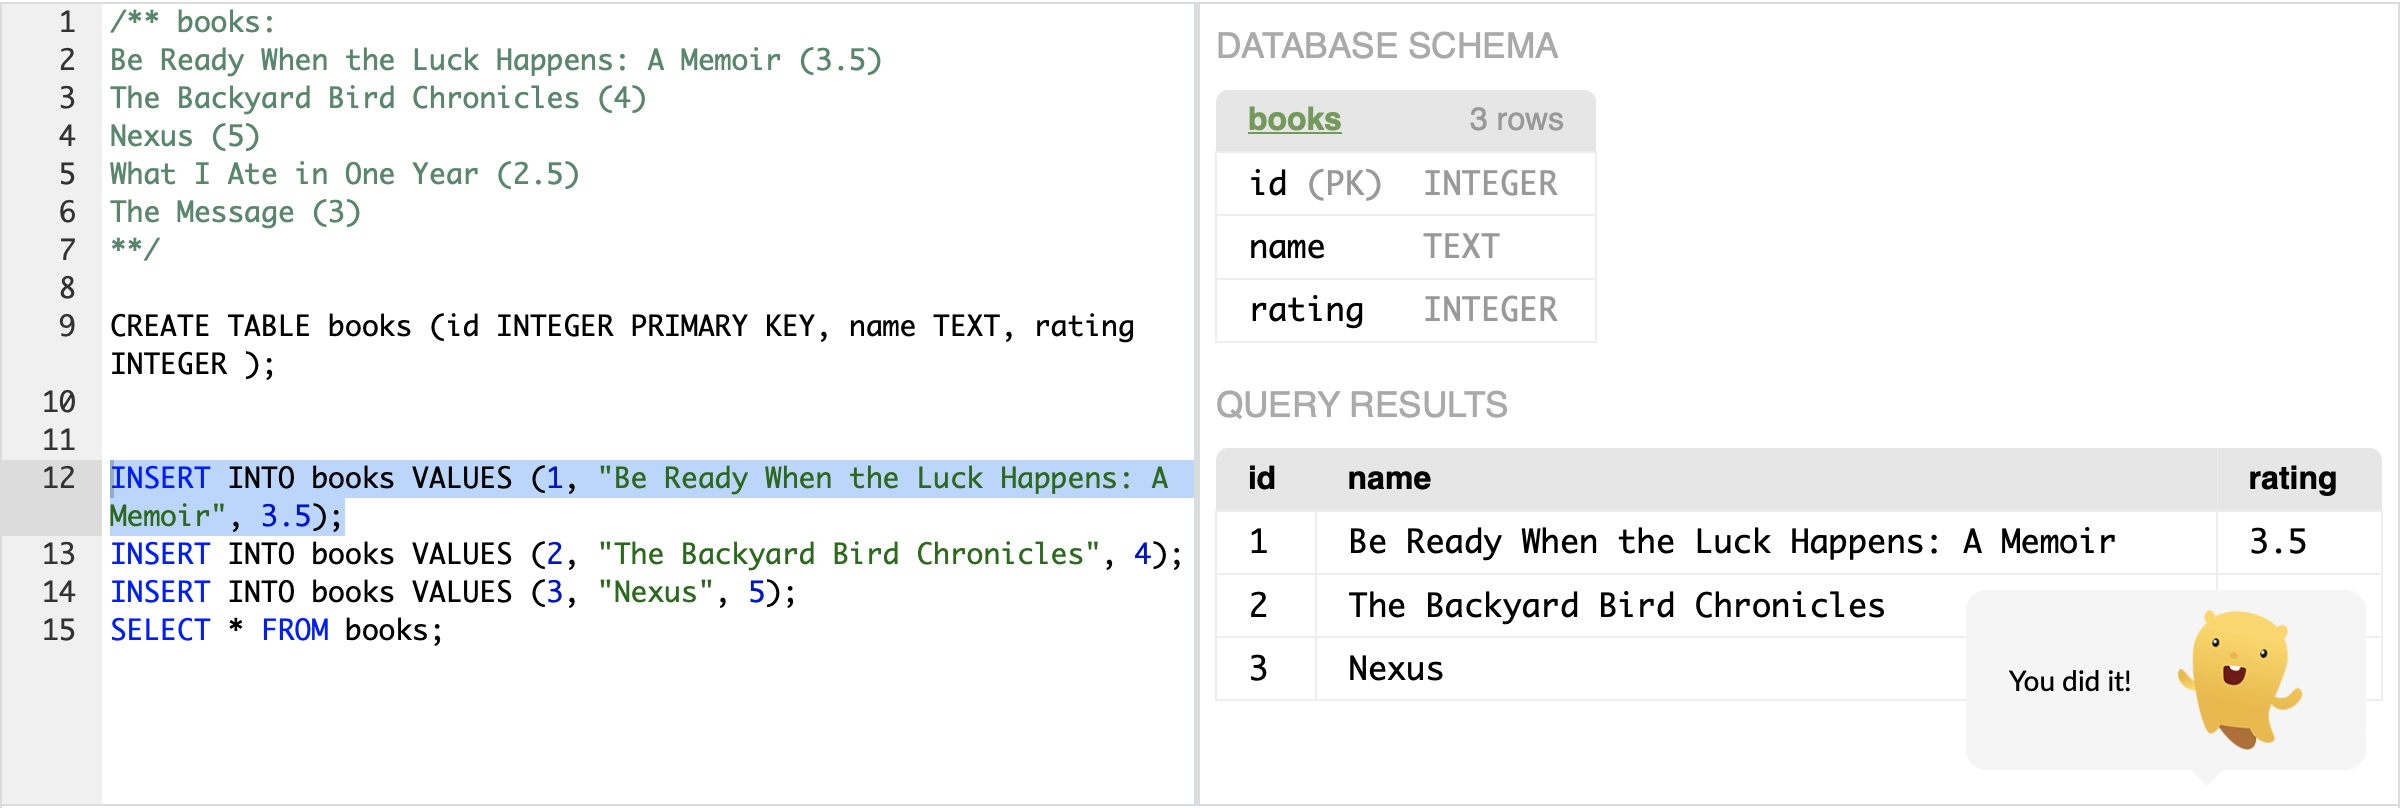 1 /** books:
2 Be Ready When the Luck Happens: A Memoir (3.5)
3 The Backyard Bird Chronicles (4)
4 Nexus (5)
5 What I Ate in One Year (2.5)
6 The Message (3)
7 **/
8
9 CREATE TABLE books (id INTEGER PRIMARY KEY, name TEXT, rating
INTEGER );
10
11
12 INSERT INTO books VALUES (1, "Be Ready When the Luck Happens: A
Memoir", 3.5);
13 INSERT INTO books VALUES (2, "The Backyard Bird Chronicles", 4);
14 INSERT INTO books VALUES (3, "Nexus", 5);
15 SELECT * FROM books;
DATABASE SCHEMA
books 3 rows
id (PK) INTEGER
name TEXT
rating INTEGER
QUERY RESULTS
id name rating
1 Be Ready When the Luck Happens: A Memoir 3.5
2 The Backyard Bird Chronicles
3 Nexus
You did it!